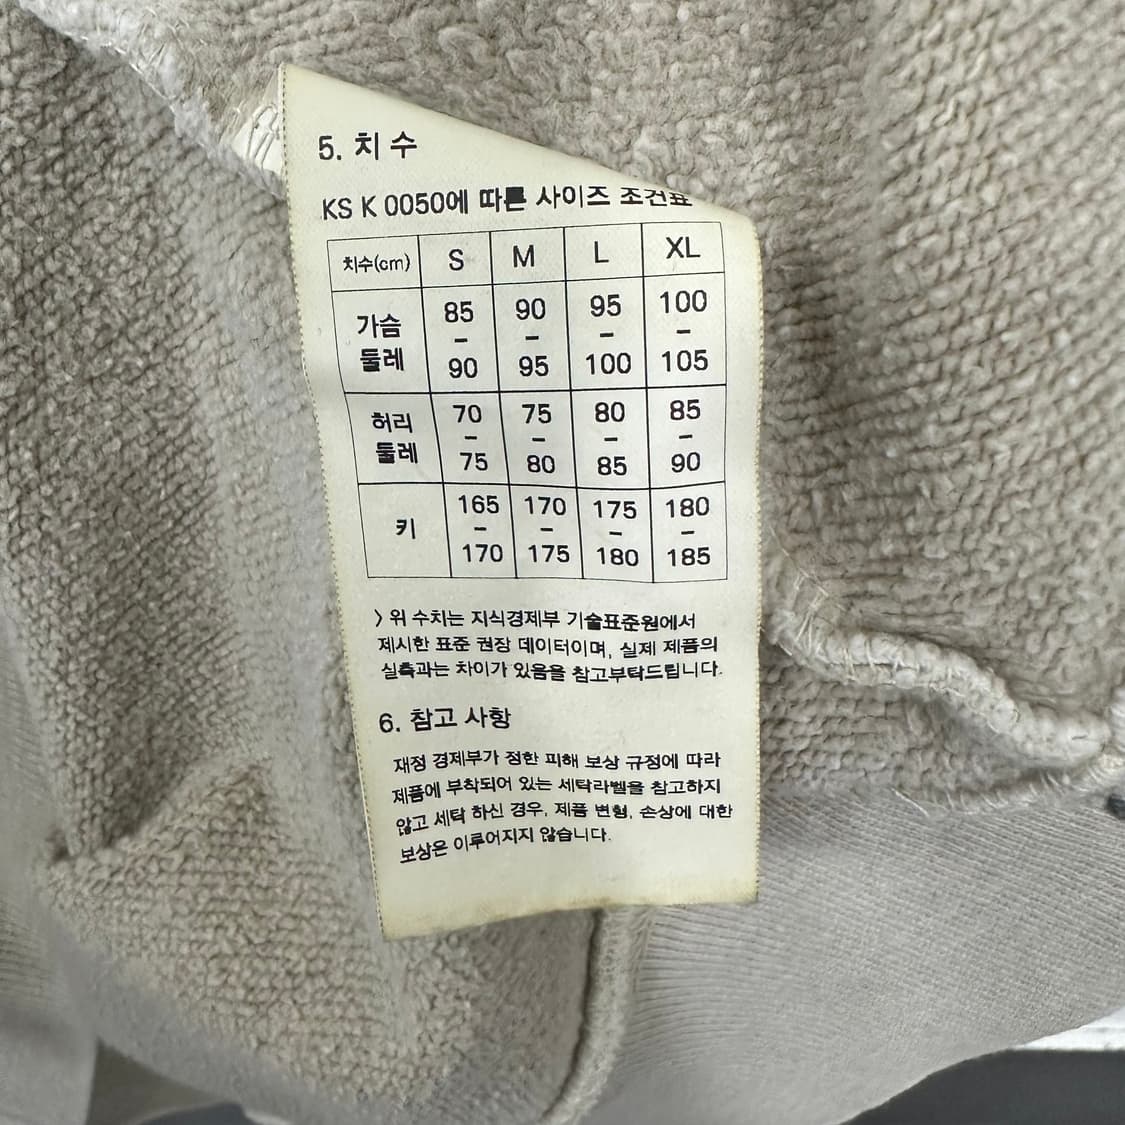 5. 치 수
KS K 0050에 따른 사이즈 조건표
치수(cm) S M L XL
가슴 둘레 85 - 90 90 - 95 95 - 100 100 - 105
허리 둘레 70 - 75 75 - 80 80 - 85 85 - 90
키 165 - 170 170 - 175 175 - 180 180 - 185
> 위 수치는 지식경제부 기술표준원에서
제시한 표준 권장 데이터이며, 실제 제품의
실측과는 차이가 있음을 참고부탁드립니다.
6. 참고 사항
재정 경제부가 정한 피해 보상 규정에 따라
제품에 부착되어 있는 세탁라벨을 참고하지
않고 세탁 하신 경우, 제품 변형, 손상에 대한
보상은 이루어지지 않습니다.